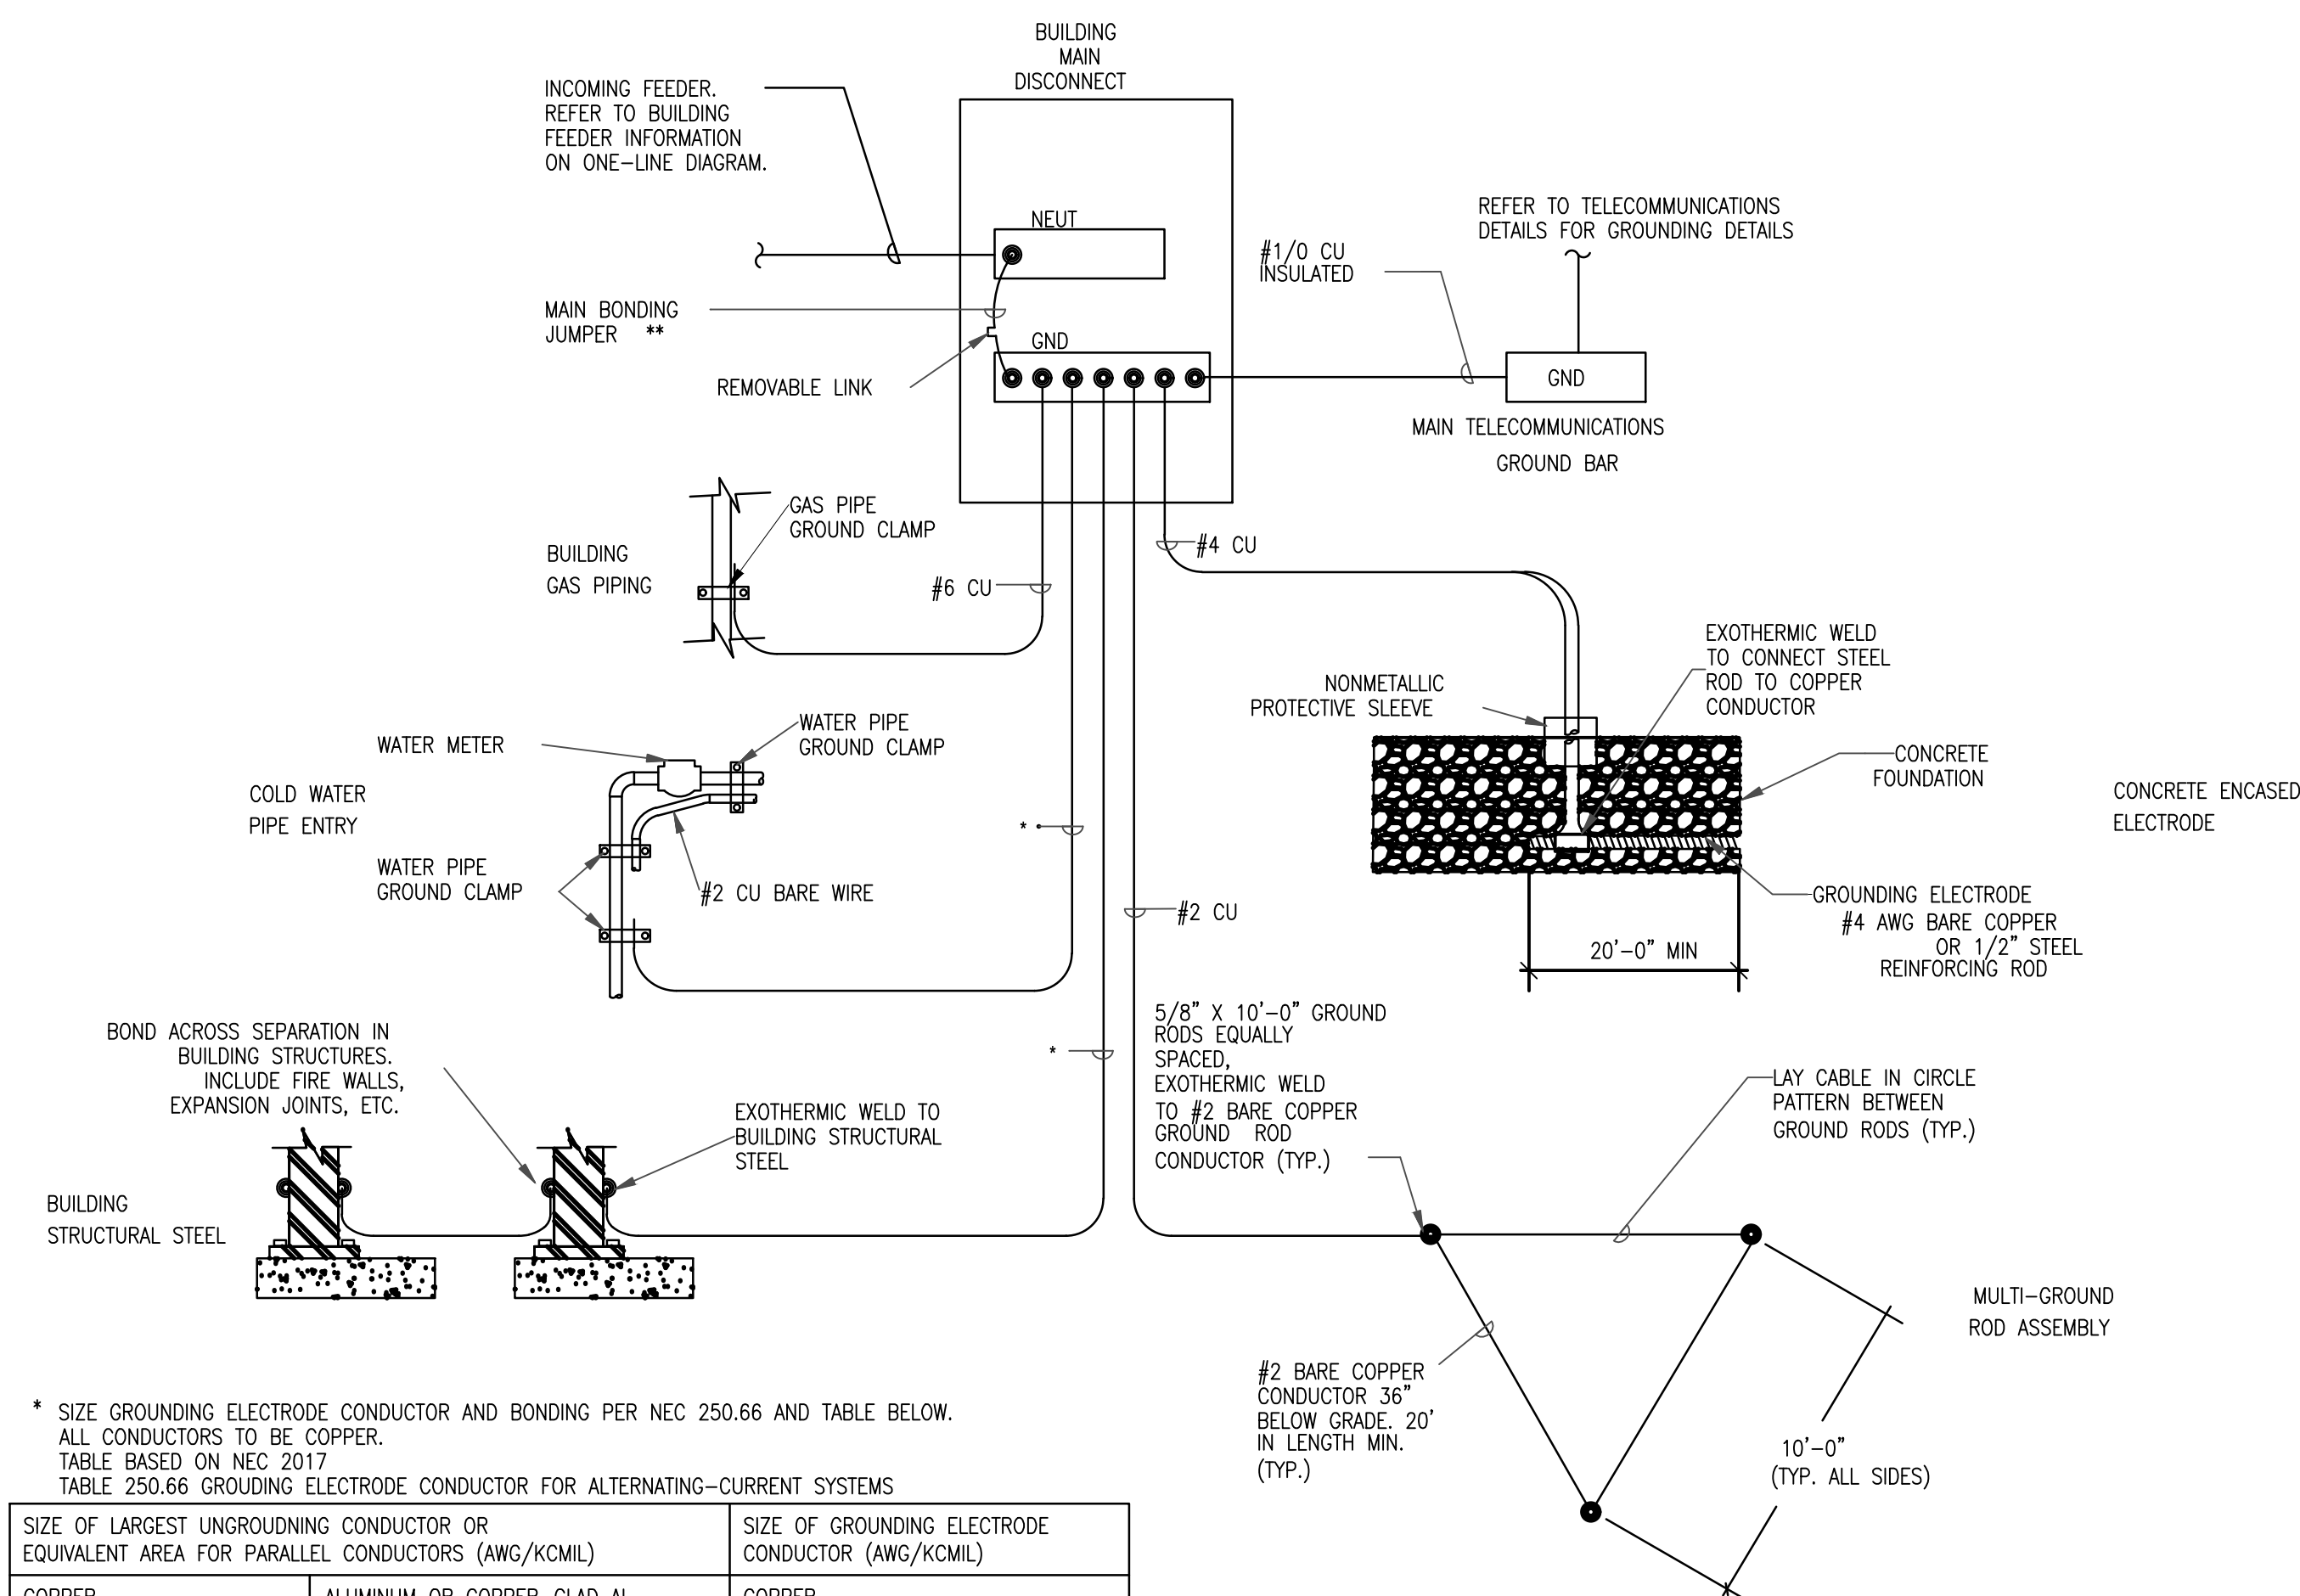 BUILDING
MAIN
DISCONNECT
INCOMING FEEDER.
REFER TO BUILDING
FEEDER INFORMATION
ON ONE-LINE DIAGRAM.
NEUT
MAIN BONDING
JUMPER **
GND
REMOVABLE LINK
#1/0 CU
INSULATED
REFER TO TELECOMMUNICATIONS
DETAILS FOR GROUNDING DETAILS
GND
MAIN TELECOMMUNICATIONS
GROUND BAR
GAS PIPE
GROUND CLAMP
BUILDING
GAS PIPING
#6 CU
#4 CU
EXOTHERMIC WELD
TO CONNECT STEEL
ROD TO COPPER
CONDUCTOR
NONMETALLIC
PROTECTIVE SLEEVE
CONCRETE
FOUNDATION
CONCRETE ENCASED
ELECTRODE
GROUNDING ELECTRODE
#4 AWG BARE COPPER
OR 1/2" STEEL
REINFORCING ROD
20'-0" MIN
WATER PIPE
GROUND CLAMP
WATER METER
COLD WATER
PIPE ENTRY
WATER PIPE
GROUND CLAMP
#2 CU BARE WIRE
*
#2 CU
*
BOND ACROSS SEPARATION IN
BUILDING STRUCTURES.
INCLUDE FIRE WALLS,
EXPANSION JOINTS, ETC.
EXOTHERMIC WELD TO
BUILDING STRUCTURAL
STEEL
BUILDING
STRUCTURAL STEEL
5/8" X 10'-0" GROUND
RODS EQUALLY
SPACED,
EXOTHERMIC WELD
TO #2 BARE COPPER
GROUND ROD
CONDUCTOR (TYP.)
LAY CABLE IN CIRCLE
PATTERN BETWEEN
GROUND RODS (TYP.)
MULTI-GROUND
ROD ASSEMBLY
#2 BARE COPPER
CONDUCTOR 36"
BELOW GRADE. 20'
IN LENGTH MIN.
(TYP.)
10'-0"
(TYP. ALL SIDES)
* SIZE GROUNDING ELECTRODE CONDUCTOR AND BONDING PER NEC 250.66 AND TABLE BELOW.
ALL CONDUCTORS TO BE COPPER.
TABLE BASED ON NEC 2017
TABLE 250.66 GROUDING ELECTRODE CONDUCTOR FOR ALTERNATING-CURRENT SYSTEMS
SIZE OF LARGEST UNGROUDNING CONDUCTOR OR
EQUIVALENT AREA FOR PARALLEL CONDUCTORS (AWG/KCMIL)
SIZE OF GROUNDING ELECTRODE
CONDUCTOR (AWG/KCMIL)
COPPER
ALUMINUM OR COPPER-CLAD AL
COPPER